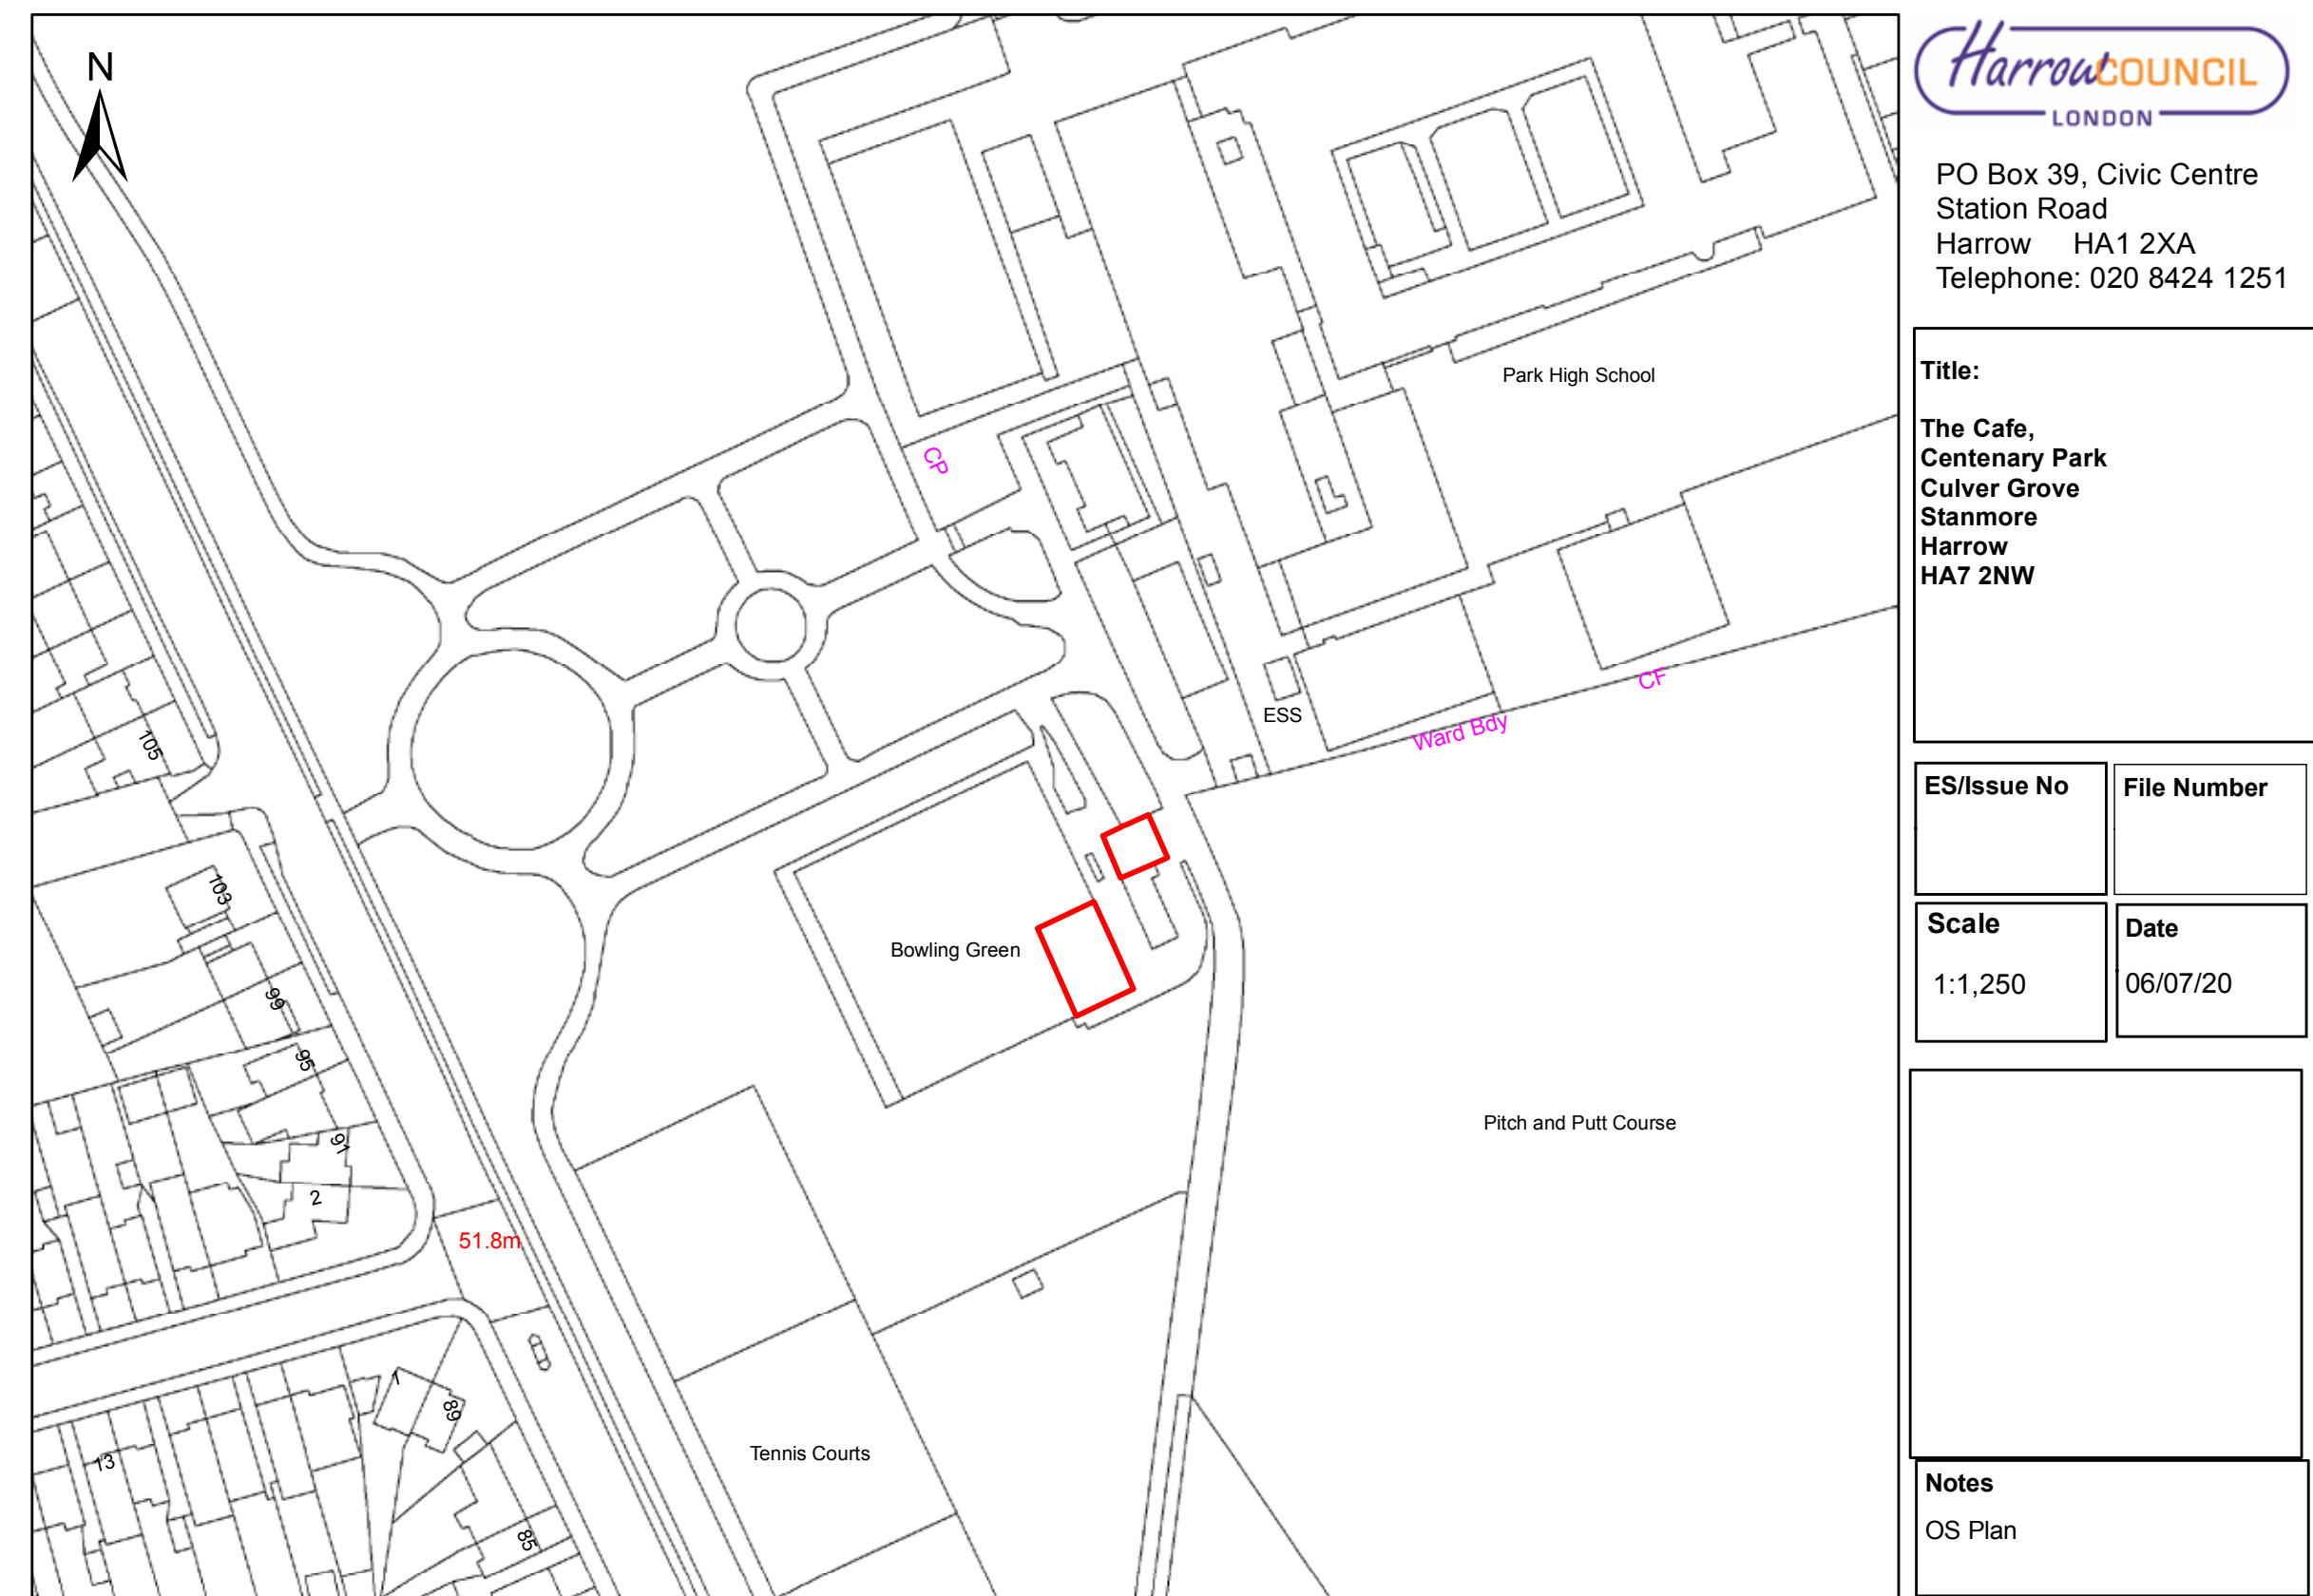 N
Park High School
CP
ESS
CF
Ward Bdy
105
103
99
95
91
2
51.8m
Bowling Green
Pitch and Putt Course
Tennis Courts
1
89
13
85
Harrow COUNCIL
LONDON
PO Box 39, Civic Centre
Station Road
Harrow HA1 2XA
Telephone: 020 8424 1251
Title:
The Cafe,
Centenary Park
Culver Grove
Stanmore
Harrow
HA7 2NW
ES/Issue No
File Number
Scale
1:1,250
Date
06/07/20
Notes
OS Plan